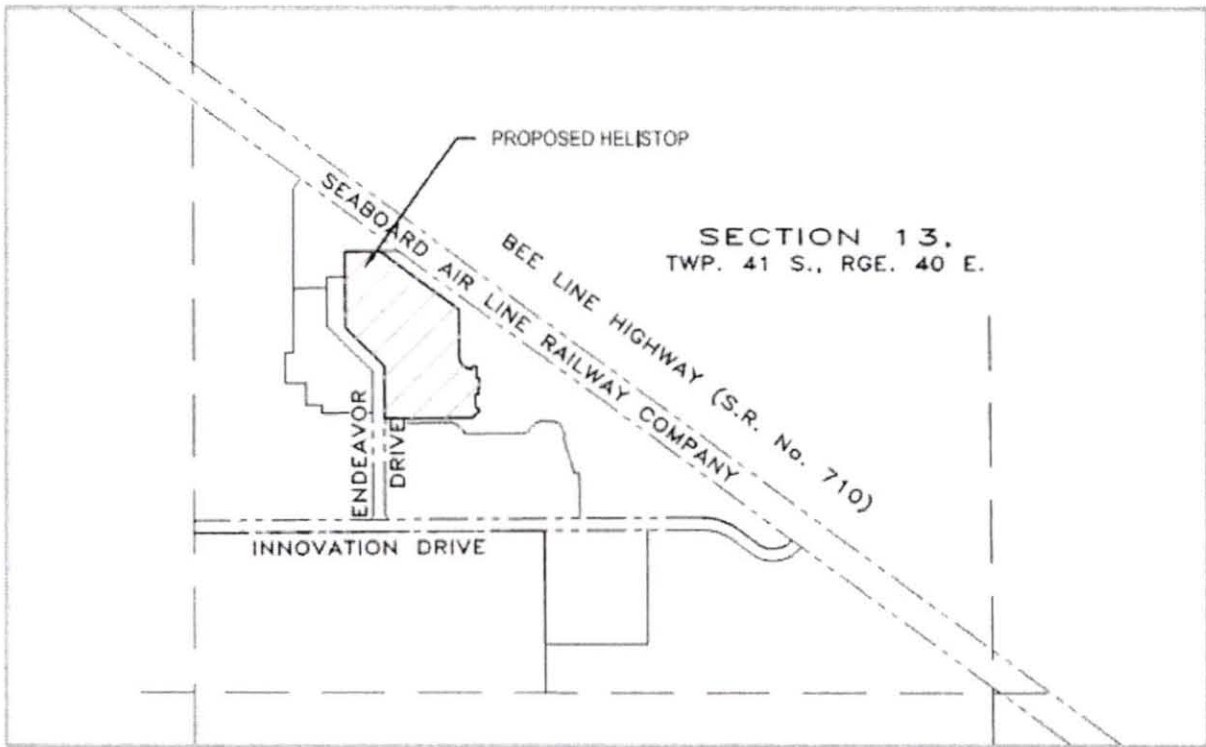 PROPOSED HELISTOP
SECTION 13,
TWP. 41 S., RGE. 40 E.
SEABOARD AIR LINE RAILWAY COMPANY
BEE LINE HIGHWAY (S.R. No. 710)
ENDEAVOR
DRIVE
INNOVATION DRIVE